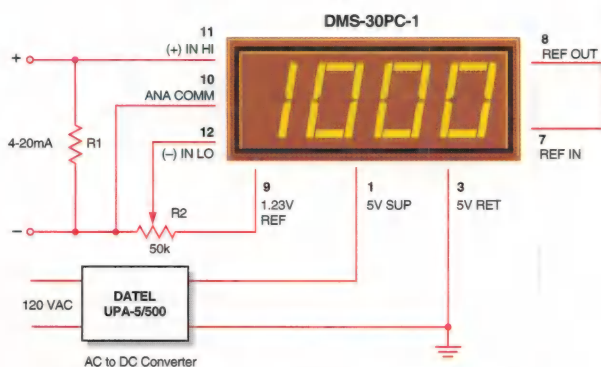 DMS-30PC-1
11
(+) IN HI
8
REF OUT
+
10
ANA COMM
1000
4-20mA
R1
12
(–) IN LO
7
REF IN
9
1.23V
REF
1
5V SUP
3
5V RET
–
R2
50k
120 VAC
DATEL
UPA-5/500
AC to DC Converter